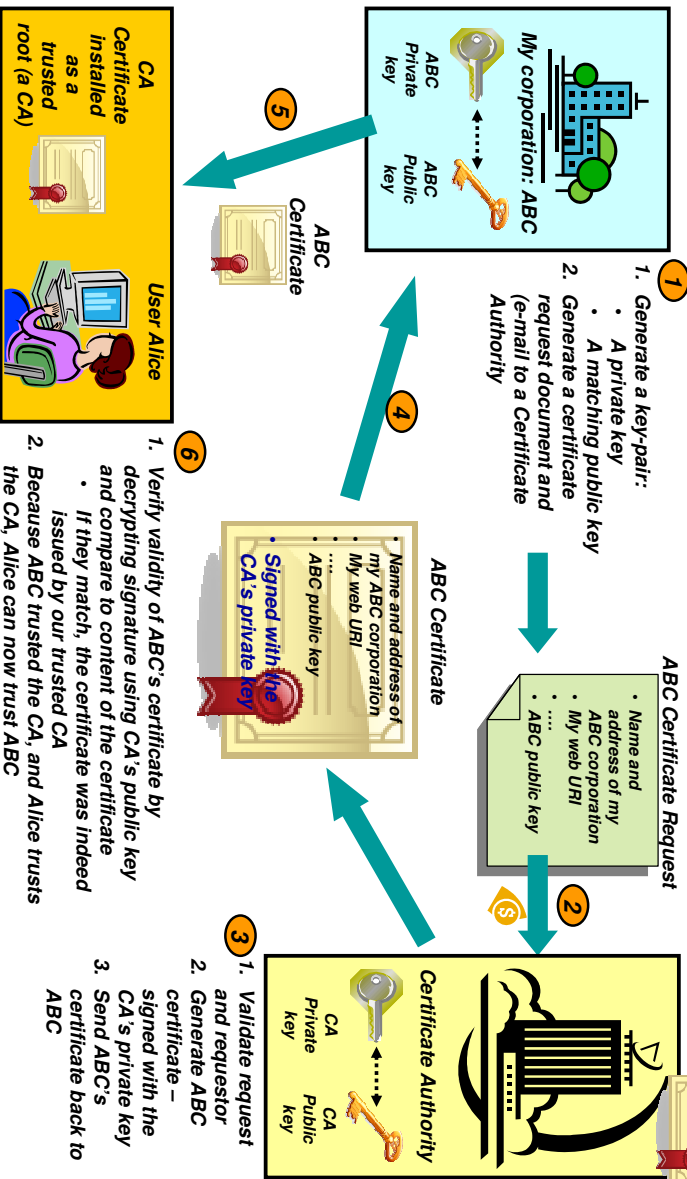 My corporation: ABC
ABC
Private
key
ABC
Public
key
1
1. Generate a key-pair:
• A private key
• A matching public key
2. Generate a certificate
request document and
(e-mail to a Certificate
Authority
ABC Certificate Request
• Name and
address of my
ABC corporation
• My web URI
• ....
• ABC public key
2
$
Certificate Authority
CA
Private
key
CA
Public
key
3
1. Validate request
and requestor
2. Generate ABC
certificate –
signed with the
CA's private key
3. Send ABC's
certificate back to
ABC
ABC Certificate
• Name and address of
my ABC corporation
• My web URI
• ....
• ABC public key
• Signed with the
CA's private key
4
5
ABC
Certificate
User Alice
CA
Certificate
installed
as a
trusted
root (a CA)
6
1. Verify validity of ABC's certificate by
decrypting signature using CA's public key
and compare to content of the certificate
• If they match, the certificate was indeed
issued by our trusted CA
2. Because ABC trusted the CA, and Alice trusts
the CA, Alice can now trust ABC